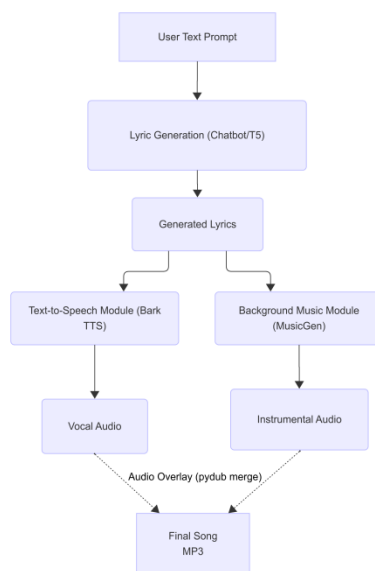 User Text Prompt
Lyric Generation (Chatbot/T5)
Generated Lyrics
Text-to-Speech Module (Bark
TTS)
Background Music Module
(MusicGen)
Vocal Audio
Instrumental Audio
Audio Overlay (pydub merge)
Final Song
MP3